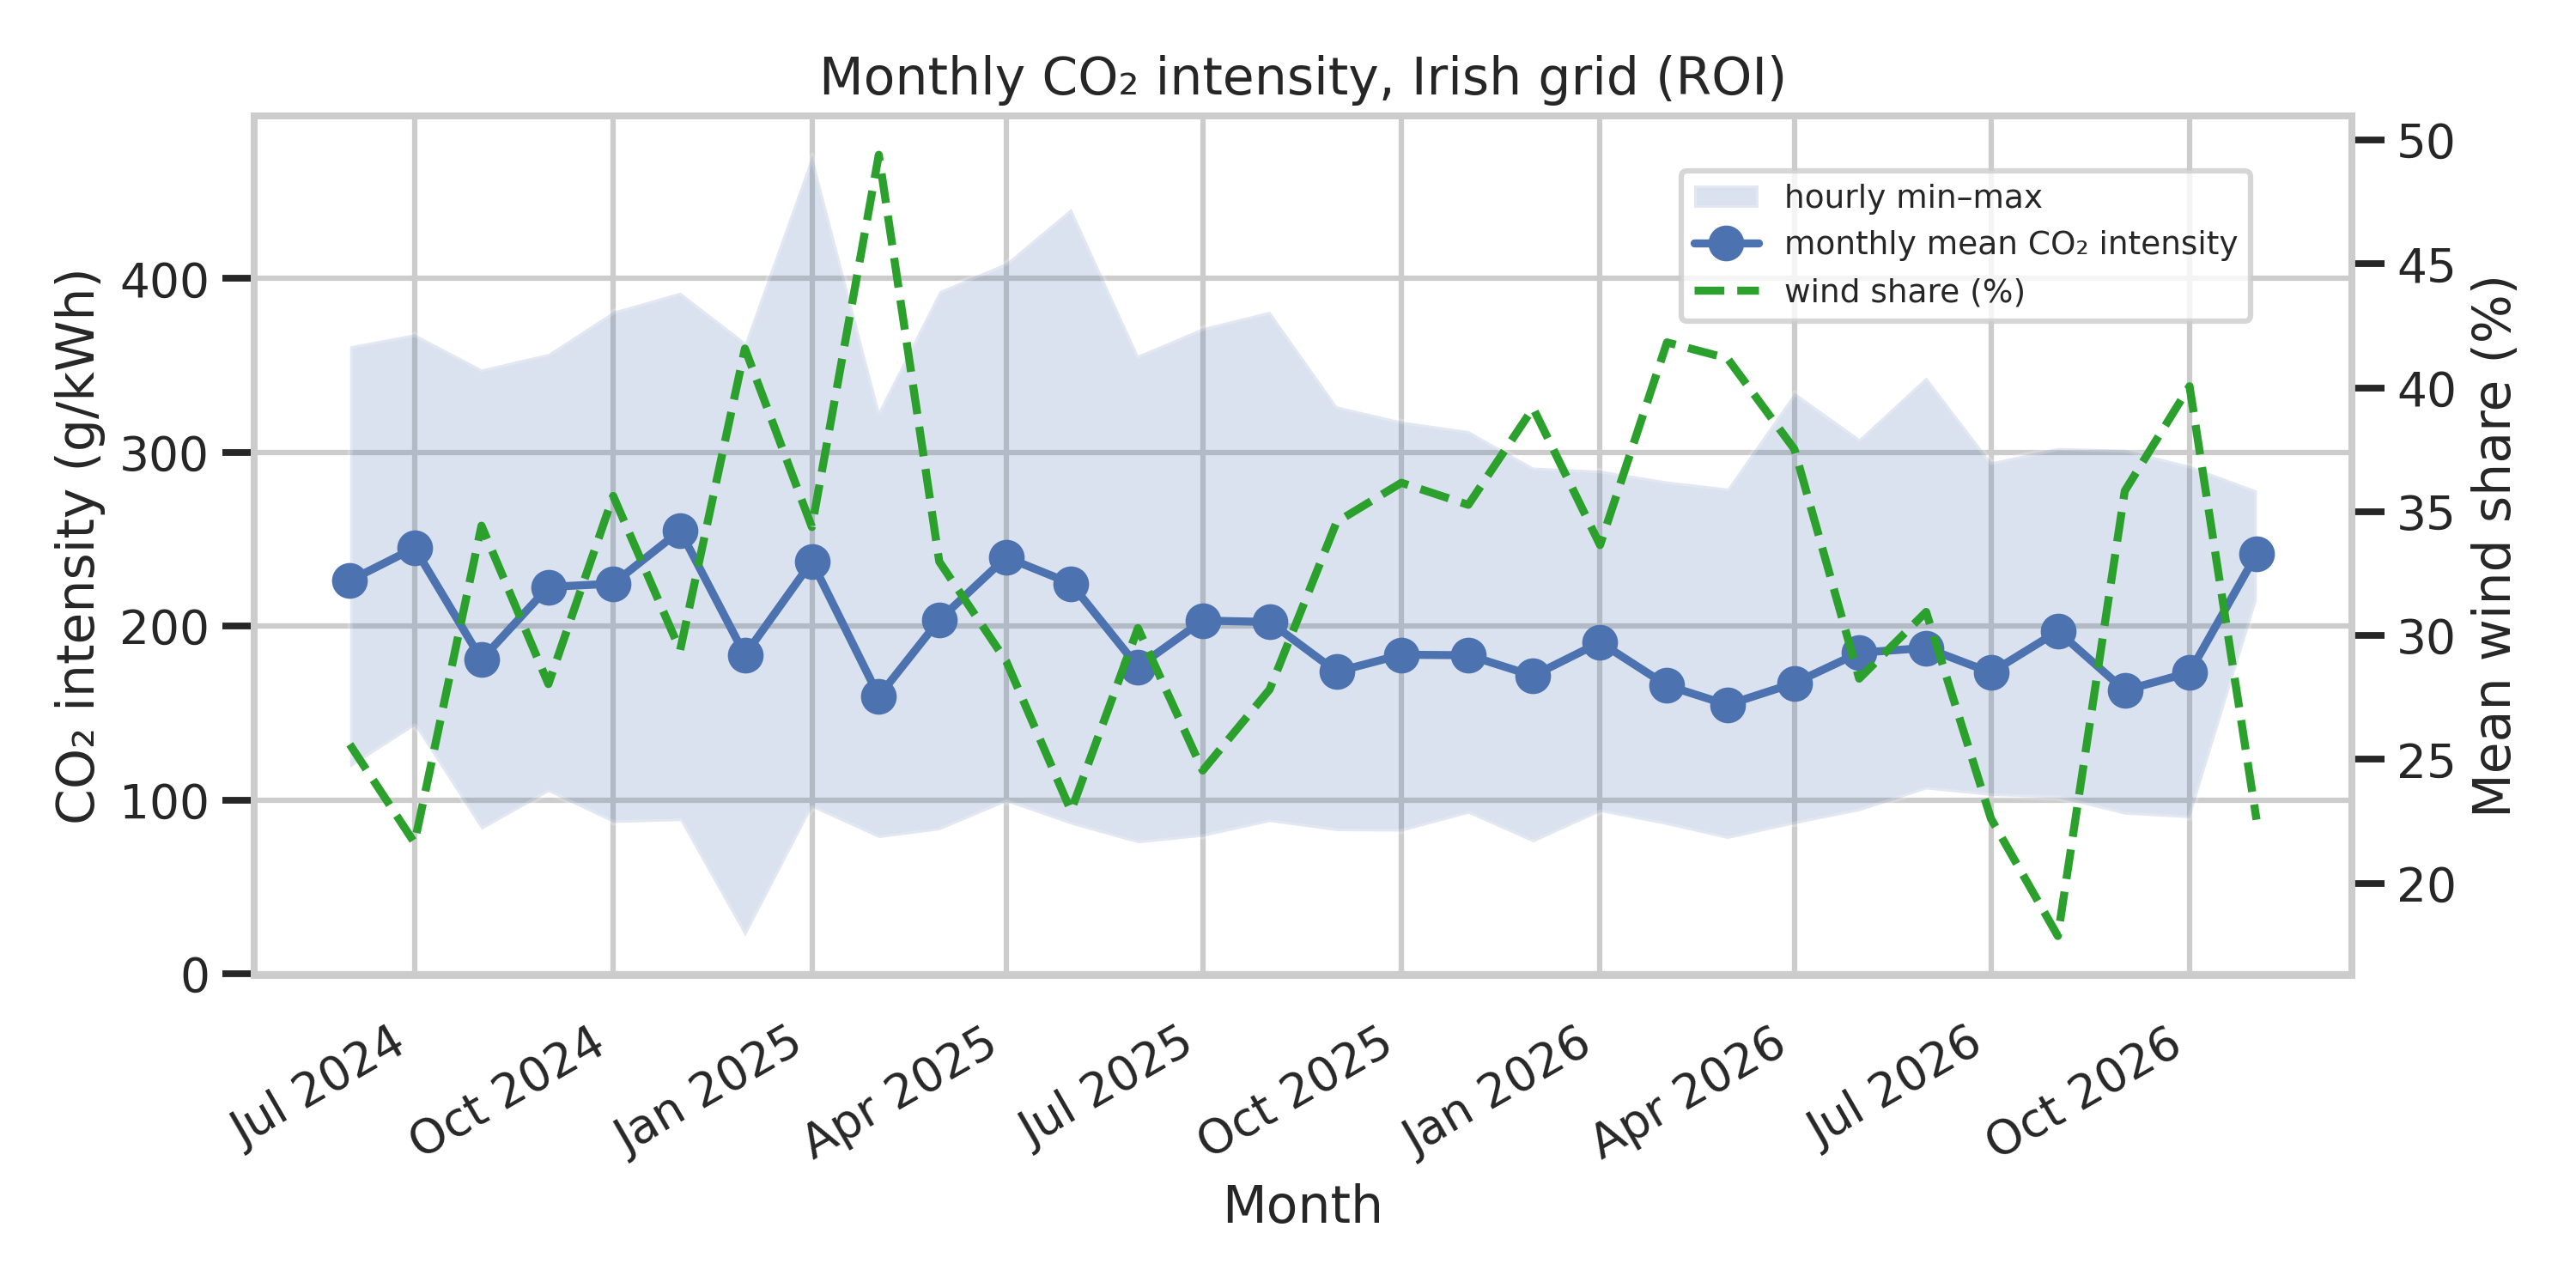 Monthly CO₂ intensity, Irish grid (ROI)
CO₂ intensity (g/kWh)
400
300
200
100
0
hourly min–max
monthly mean CO₂ intensity
wind share (%)
50
45
40
35
30
25
20
Mean wind share (%)
Jul 2024
Oct 2024
Jan 2025
Apr 2025
Jul 2025
Oct 2025
Jan 2026
Apr 2026
Jul 2026
Oct 2026
Month